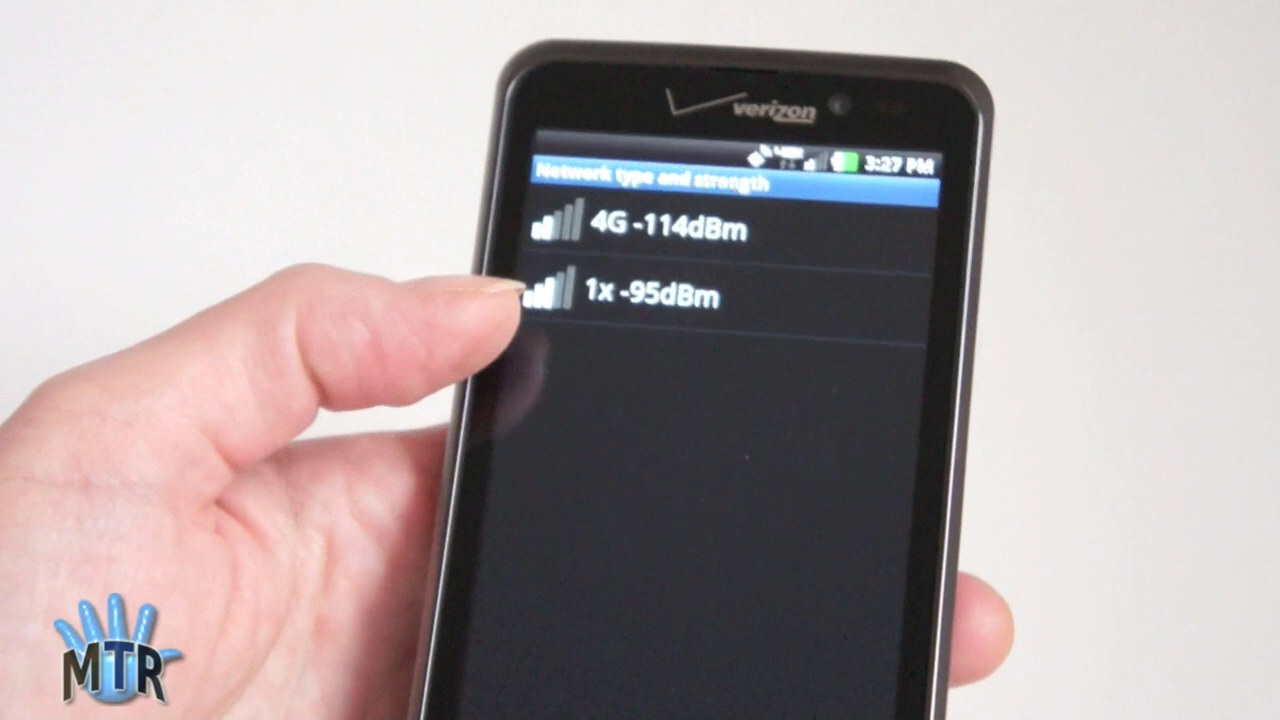 verizon
3:27 PM
Network type and strength
4G -114dBm
1x -95dBm
MTR